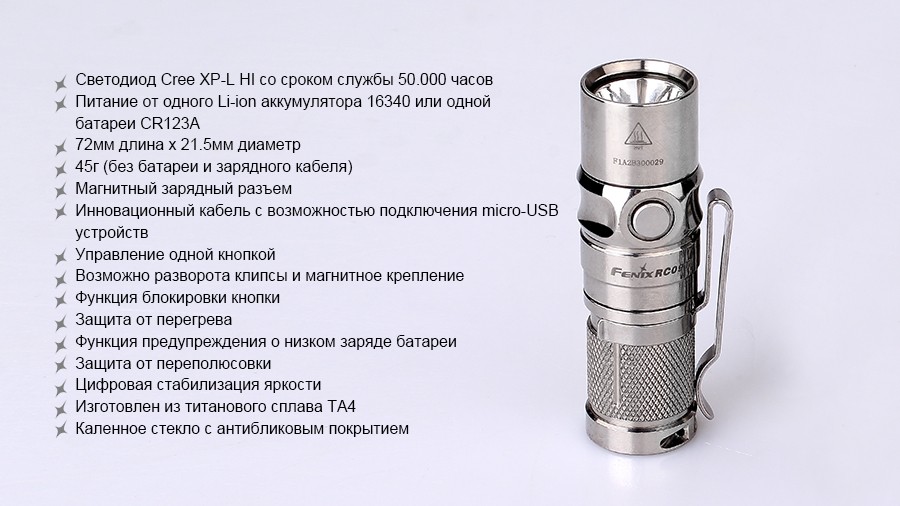 Светодиод Cree XP-L HI со сроком службы 50.000 часов
Питание от одного Li-ion аккумулятора 16340 или одной
батареи CR123A
72мм длина х 21.5мм диаметр
45г (без батареи и зарядного кабеля)
Магнитный зарядный разъем
Инновационный кабель с возможностью подключения micro-USB
устройств
Управление одной кнопкой
Возможно разворота клипсы и магнитное крепление
Функция блокировки кнопки
Защита от перегрева
Функция предупреждения о низком заряде батареи
Защита от переполюсовки
Цифровая стабилизация яркости
Изготовлен из титанового сплава TA4
Каленное стекло с антибликовым покрытием
HOT
F1A2B300029
FENIX RC09